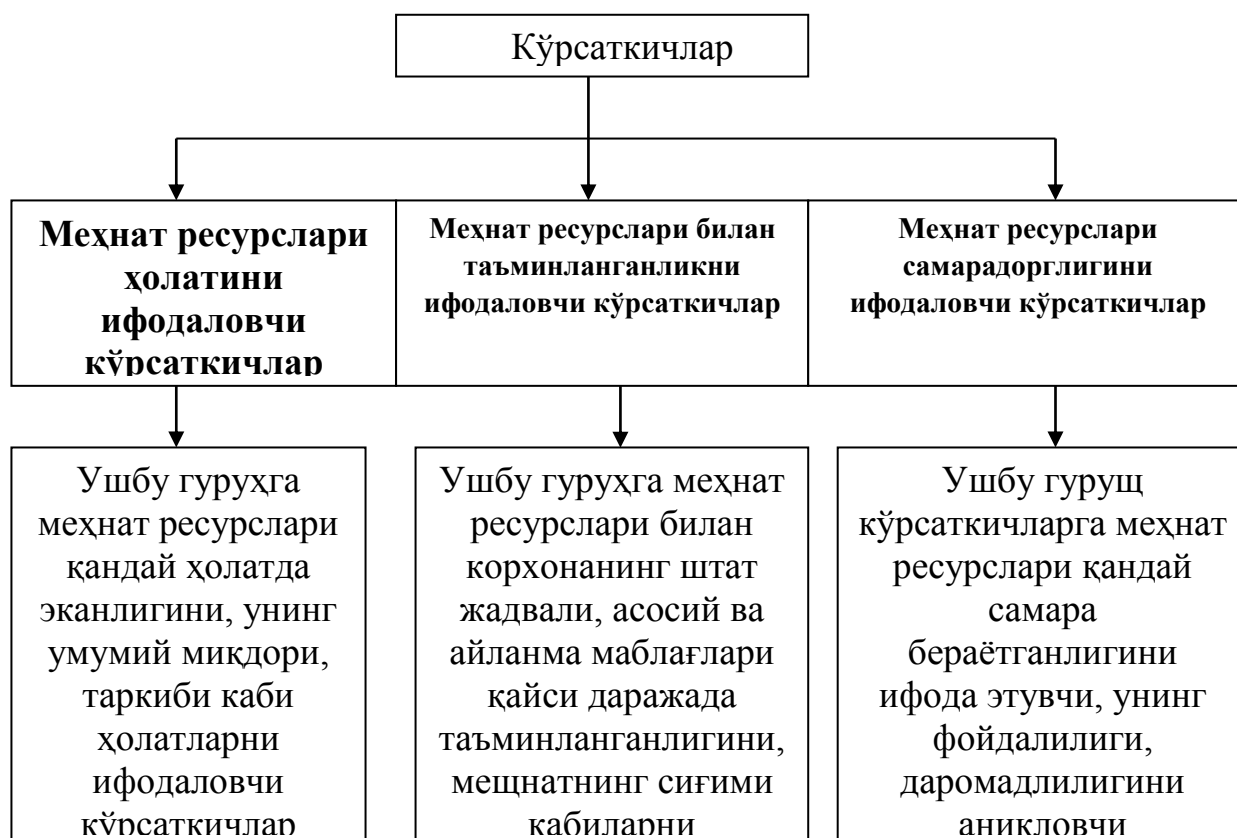 Кўрсаткичлар
Меҳнат ресурслари
ҳолатини
ифодаловчи
кўрсаткичлар
Меҳнат ресурслари билан
таъминланганликни
ифодаловчи кўрсаткичлар
Меҳнат ресурслари
самарадорглигини
ифодаловчи кўрсаткичлар
Ушбу гуруҳга
меҳнат ресурслари
қандай ҳолатда
эканлигини, унинг
умумий миқдори,
таркиби каби
ҳолатларни
ифодаловчи
кўрсаткичлар
Ушбу гуруҳга меҳнат
ресурслари билан
корхонанинг штат
жадвали, асосий ва
айланма маблағлари
қайси даражада
таъминланганлигини,
мещнатнинг сиғими
кабиларни
Ушбу гурущ
кўрсаткичларга меҳнат
ресурслари қандай
самара
бераётганлигини
ифода этувчи, унинг
фойдалилиги,
даромадлилигини
аниқловчи